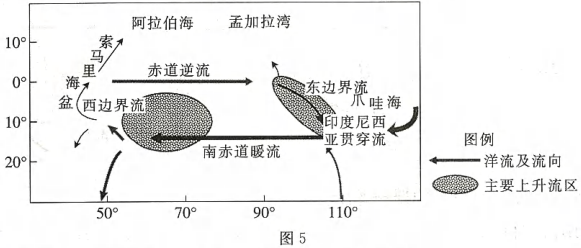 阿拉伯海 孟加拉湾
索马里海盆
10°
0°
10°
20°
赤道逆流
东边界流
爪哇海
西边界流
印度尼西
亚贯穿流
南赤道暖流
50° 70° 90° 110°
图例
洋流及流向
主要上升流区
图 5